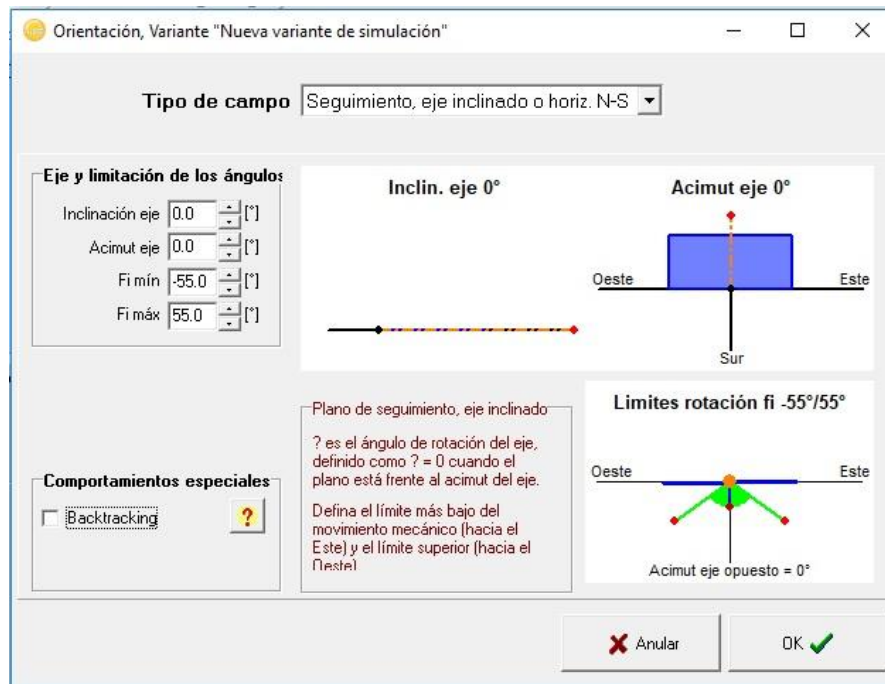 Orientación, Variante "Nueva variante de simulación"
Tipo de campo Seguimiento, eje inclinado o horiz. N-S
Eje y limitación de los ángulos
Inclinación eje 0.0 [°]
Acimut eje 0.0 [°]
Fi mín -55.0 [°]
Fi máx 55.0 [°]
Inclin. eje 0°
Acimut eje 0°
Oeste
Este
Sur
Comportamientos especiales
Backtracking
?
Plano de seguimiento, eje inclinado
? es el ángulo de rotación del eje,
definido como ? = 0 cuando el
plano está frente al acimut del eje.
Defina el límite más bajo del
movimiento mecánico (hacia el
Este) y el límite superior (hacia el
Oeste)
Limites rotación fi -55°/55°
Oeste
Este
Acimut eje opuesto = 0°
Anular
OK